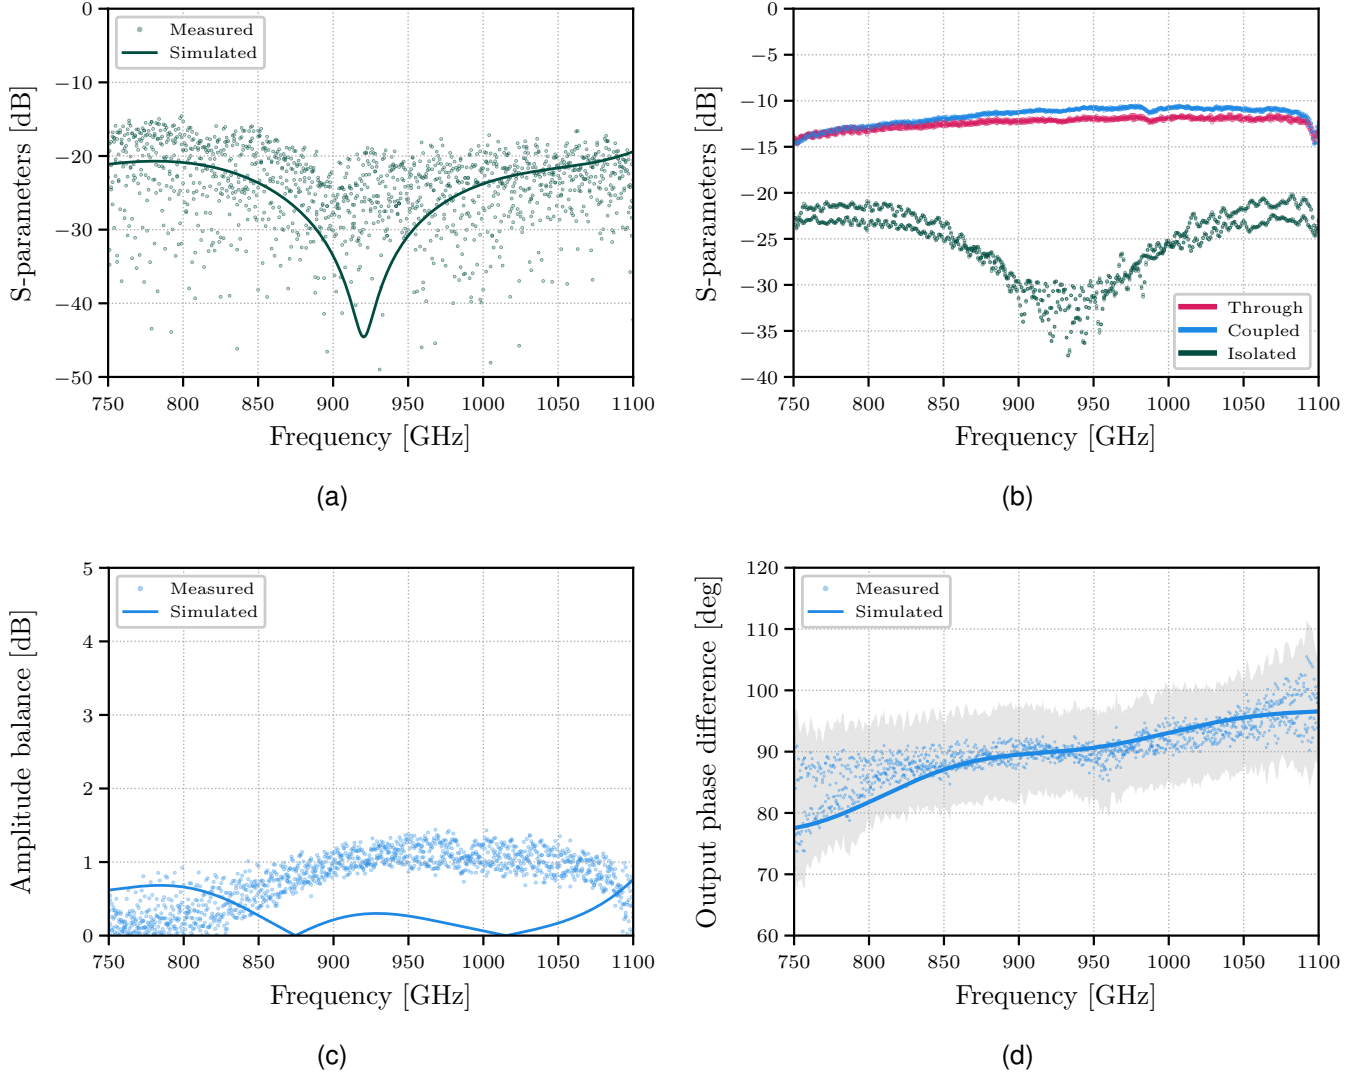 0
−10
−20
−30
−40
−50
750
800
850
900
950
1000
1050
1100
S-parameters [dB]
Frequency [GHz]
Measured
Simulated
(a)
0
−5
−10
−15
−20
−25
−30
−35
−40
750
800
850
900
950
1000
1050
1100
S-parameters [dB]
Frequency [GHz]
Through
Coupled
Isolated
(b)
5
4
3
2
1
0
750
800
850
900
950
1000
1050
1100
Amplitude balance [dB]
Frequency [GHz]
Measured
Simulated
(c)
120
110
100
90
80
70
60
750
800
850
900
950
1000
1050
1100
Output phase difference [deg]
Frequency [GHz]
Measured
Simulated
(d)